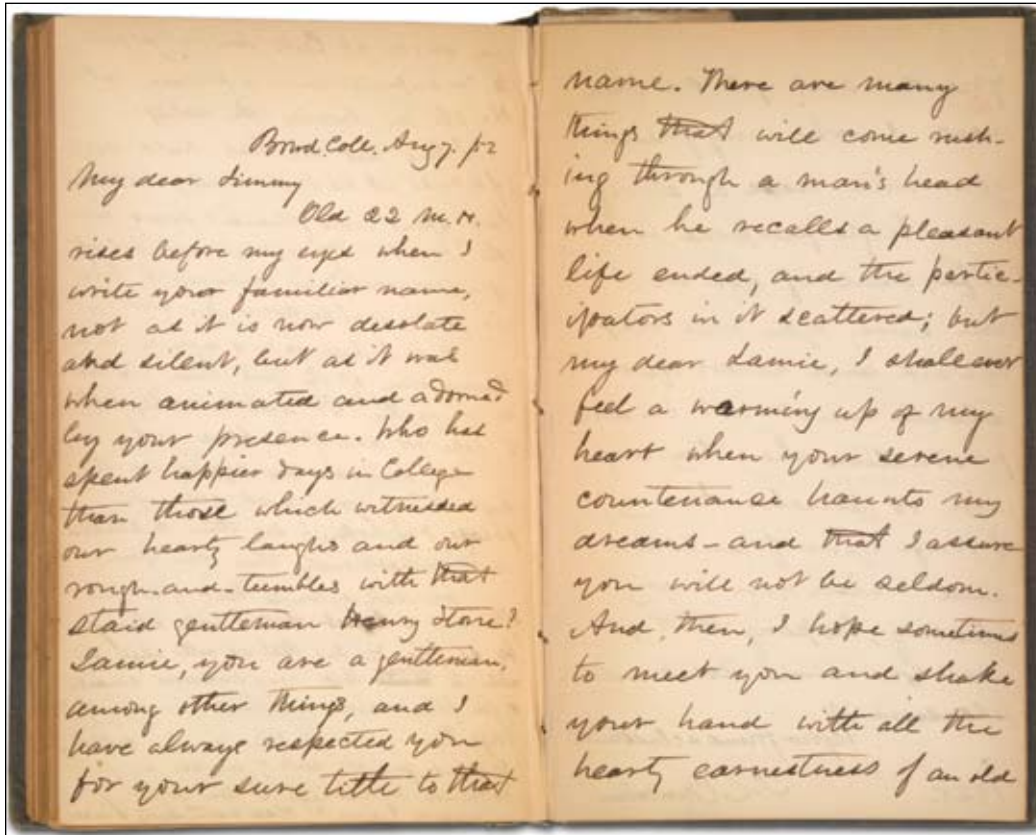 Bowd. Coll. Aug 7. /52
My dear Jimmy
Old 22 M. H.
rises before my eyes when I
write your familiar name,
not as it is now desolate
and silent, but as it was
when animated and adorned
by your presence. Who has
spent happier days in College
than those which witnessed
our hearty laughs and our
rough-and-tumbles with that
staid gentleman Henry Stone?
Jamie, you are a gentleman,
among other things, and I
have always respected you
for your sure title to that
name. There are many
things that will come rush-
ing through a man's head
when he recalls a pleasant
life ended, and the partic-
ipators in it scattered; but
my dear Jamie, I shall ever
feel a warming up of my
heart when your serene
countenance haunts my
dreams - and that I assure
you will not be seldom.
And, then, I hope sometimes
to meet you and shake
your hand with all the
hearty earnestness of an old